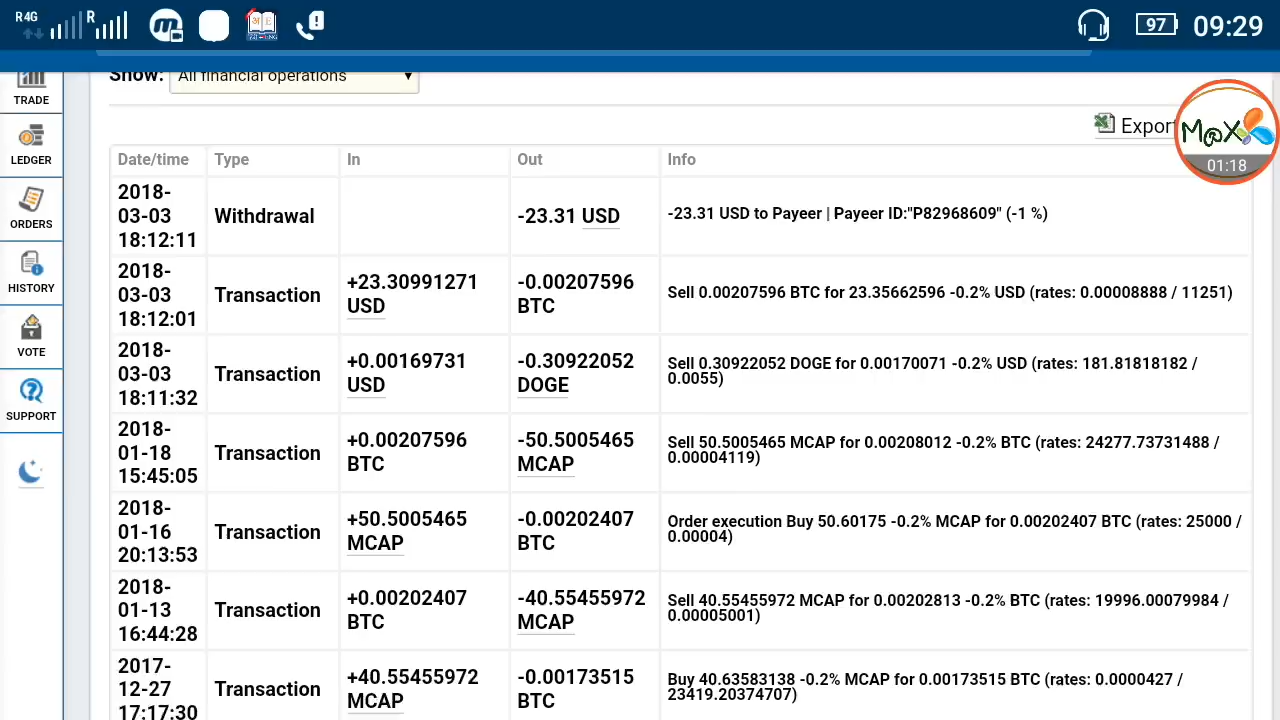 R4G R 97 09:29
Show: All financial operations
TRADE
Export
M@X
01:18
LEDGER
ORDERS
HISTORY
VOTE
SUPPORT
Date/time Type In Out Info
2018-
03-03
18:12:11
Withdrawal
-23.31 USD
-23.31 USD to Payeer | Payeer ID:"P82968609" (-1 %)
2018-
03-03
18:12:01
Transaction
+23.30991271
USD
-0.00207596
BTC
Sell 0.00207596 BTC for 23.35662596 -0.2% USD (rates: 0.00008888 / 11251)
2018-
03-03
18:11:32
Transaction
+0.00169731
USD
-0.30922052
DOGE
Sell 0.30922052 DOGE for 0.00170071 -0.2% USD (rates: 181.81818182 /
0.0055)
2018-
01-18
15:45:05
Transaction
+0.00207596
BTC
-50.5005465
MCAP
Sell 50.5005465 MCAP for 0.00208012 -0.2% BTC (rates: 24277.73731488 /
0.00004119)
2018-
01-16
20:13:53
Transaction
+50.5005465
MCAP
-0.00202407
BTC
Order execution Buy 50.60175 -0.2% MCAP for 0.00202407 BTC (rates: 25000 /
0.00004)
2018-
01-13
16:44:28
Transaction
+0.00202407
BTC
-40.55455972
MCAP
Sell 40.55455972 MCAP for 0.00202813 -0.2% BTC (rates: 19996.00079984 /
0.00005001)
2017-
12-27
17:17:30
Transaction
+40.55455972
MCAP
-0.00173515
BTC
Buy 40.63583138 -0.2% MCAP for 0.00173515 BTC (rates: 0.0000427 /
23419.20374707)